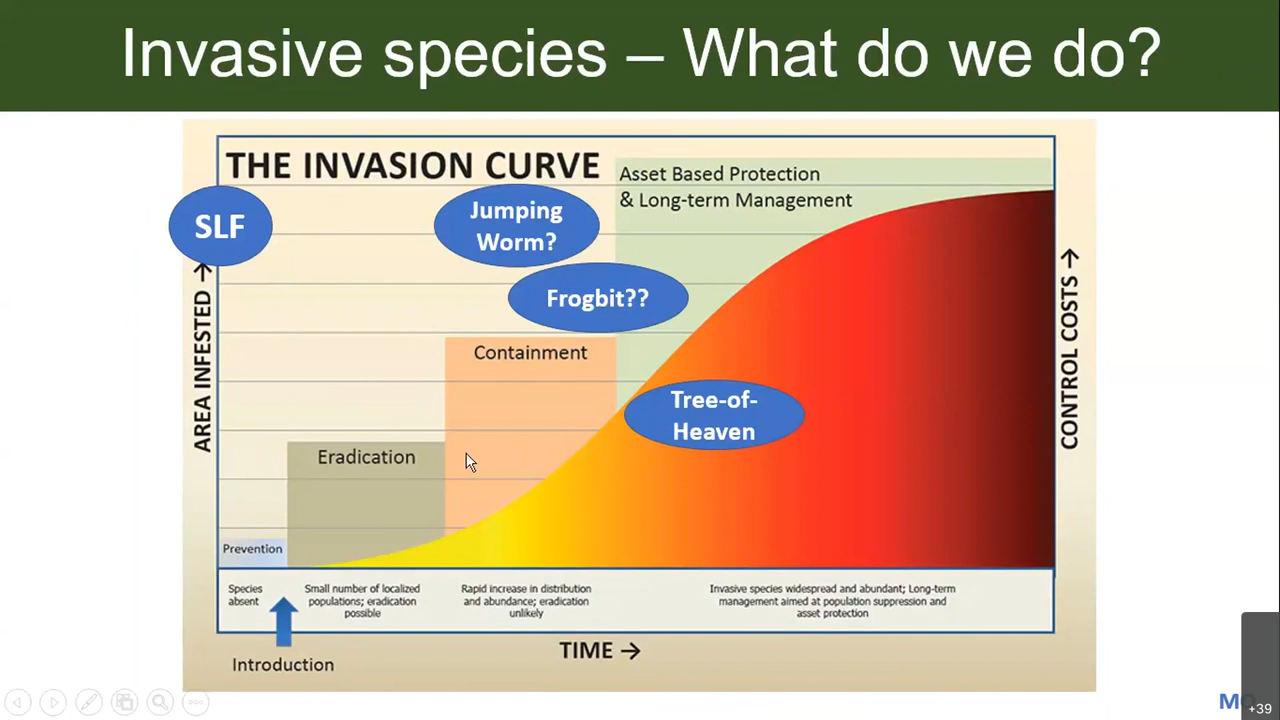 Invasive species – What do we do?
THE INVASION CURVE
Asset Based Protection
& Long-term Management
SLF
Jumping
Worm?
Frogbit??
Containment
Tree-of-
Heaven
Eradication
Prevention
AREA INFESTED →
CONTROL COSTS →
Species
absent
Small number of localized
populations; eradication
possible
Rapid increase in distribution
and abundance; eradication
unlikely
Invasive species widespread and abundant; Long-term
management aimed at population suppression and
asset protection
TIME →
Introduction
+39